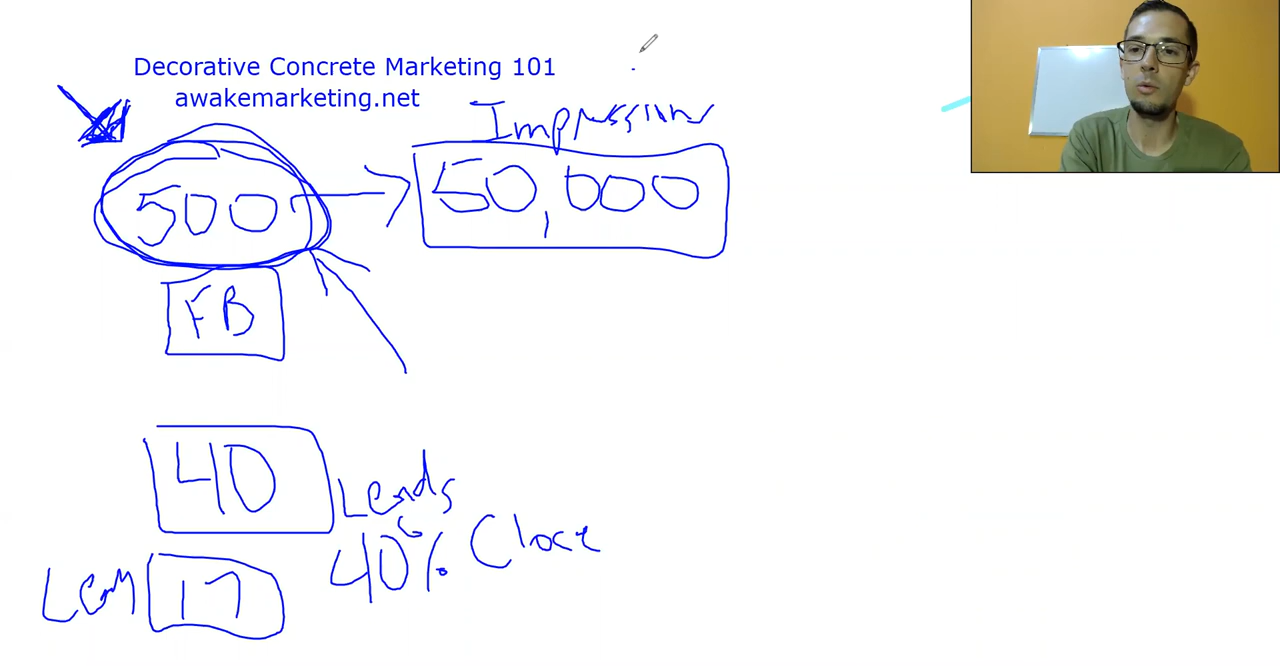 Decorative Concrete Marketing 101
awakemarketing.net
Impressions
500
50,000
FB
40
Leads
40% Close
17